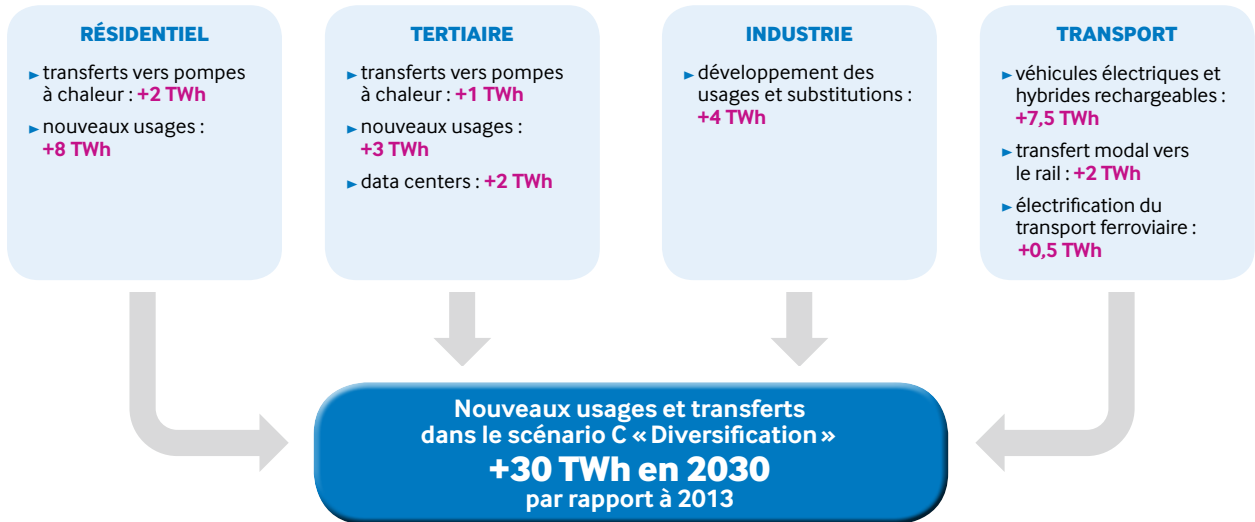 RÉSIDENTIEL
► transferts vers pompes
à chaleur : +2 TWh
► nouveaux usages :
+8 TWh
TERTIAIRE
► transferts vers pompes
à chaleur : +1 TWh
► nouveaux usages :
+3 TWh
► data centers : +2 TWh
INDUSTRIE
► développement des
usages et substitutions :
+4 TWh
TRANSPORT
► véhicules électriques et
hybrides rechargeables :
+7,5 TWh
► transfert modal vers
le rail : +2 TWh
► électrification du
transport ferroviaire :
+0,5 TWh
Nouveaux usages et transferts
dans le scénario C « Diversification »
+30 TWh en 2030
par rapport à 2013